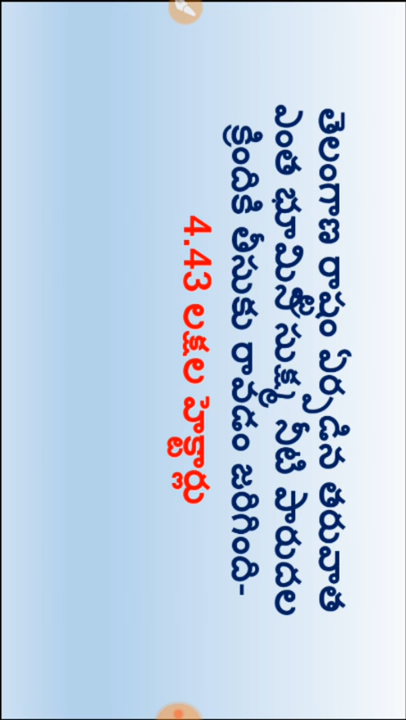 తెలంగాణ రాష్ట్రం ఏర్పడిన తరువాత
ఎంత భూమిని సుక్ష్మ నీటి పారుదల
క్రిందికి తీసుకు రావడం జరిగింది-
4.43 లక్షల హెక్టార్లు